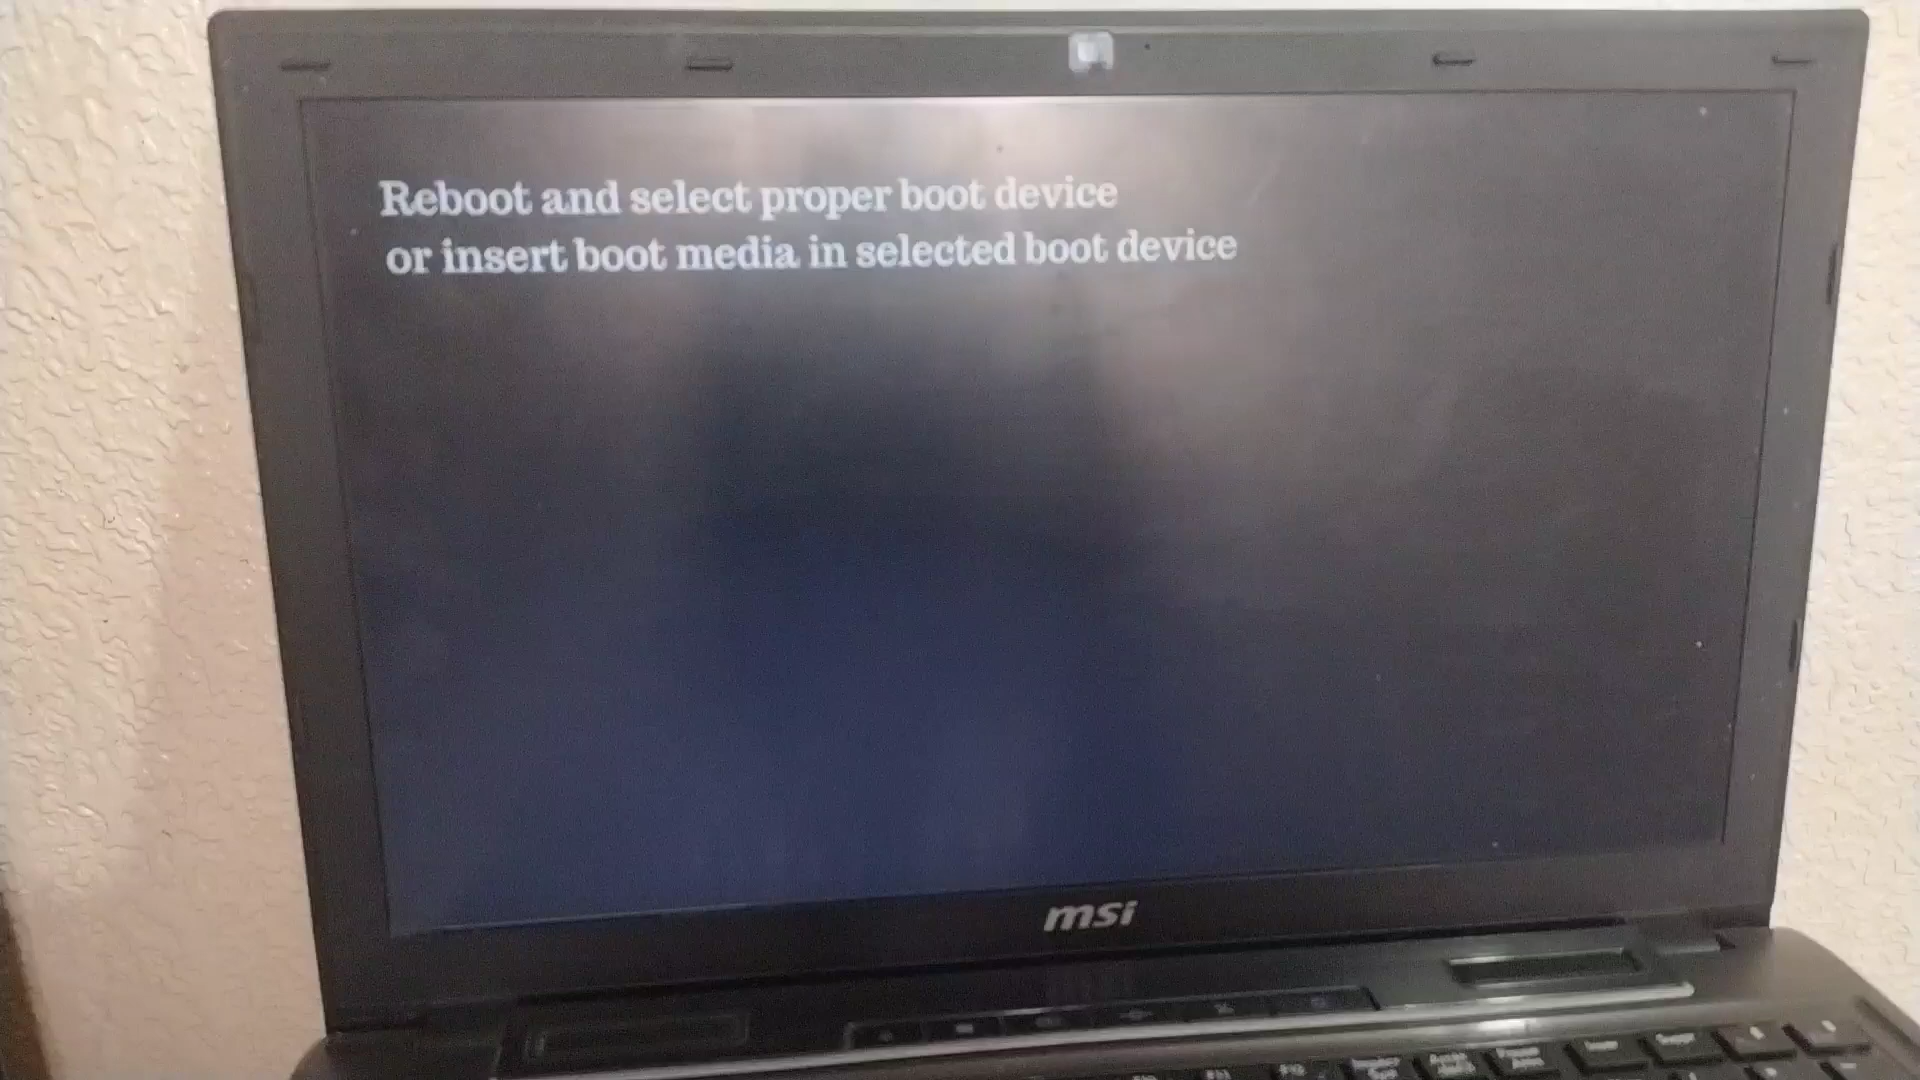 Reboot and select proper boot device
or insert boot media in selected boot device
msi